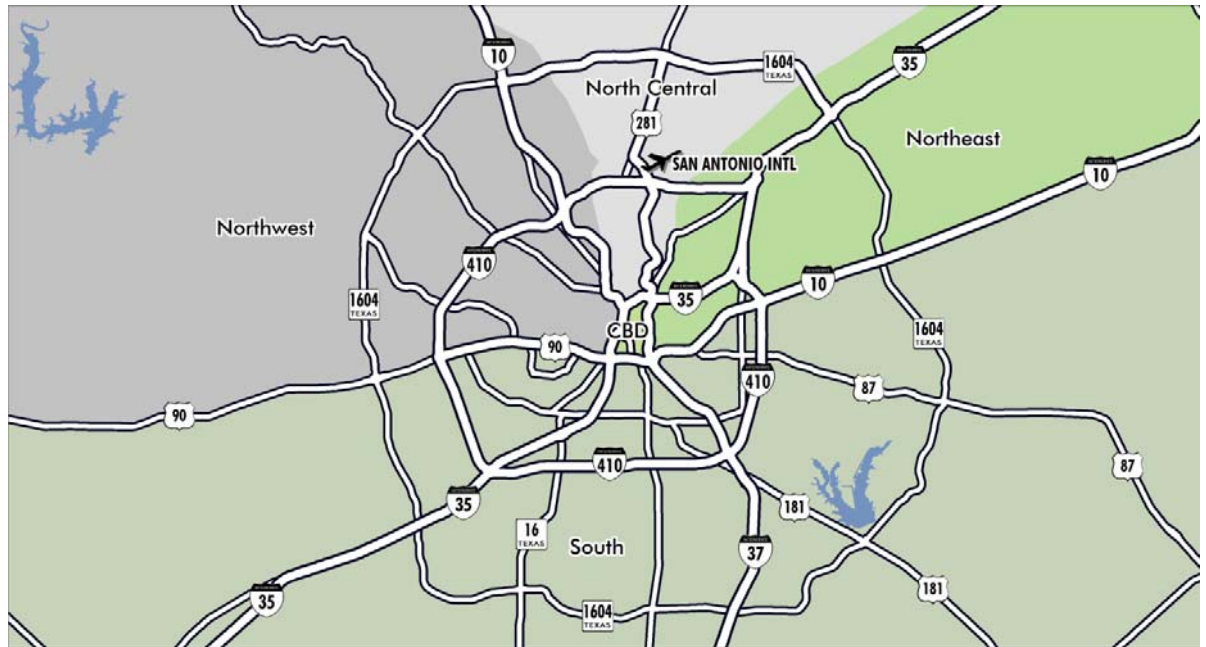 10
35
1604
TEXAS
North Central
281
Northeast
SAN ANTONIO INTL
10
Northwest
410
10
1604
TEXAS
35
CBD
1604
TEXAS
90
410
87
90
410
87
35
181
16
TEXAS
South
37
181
35
1604
TEXAS